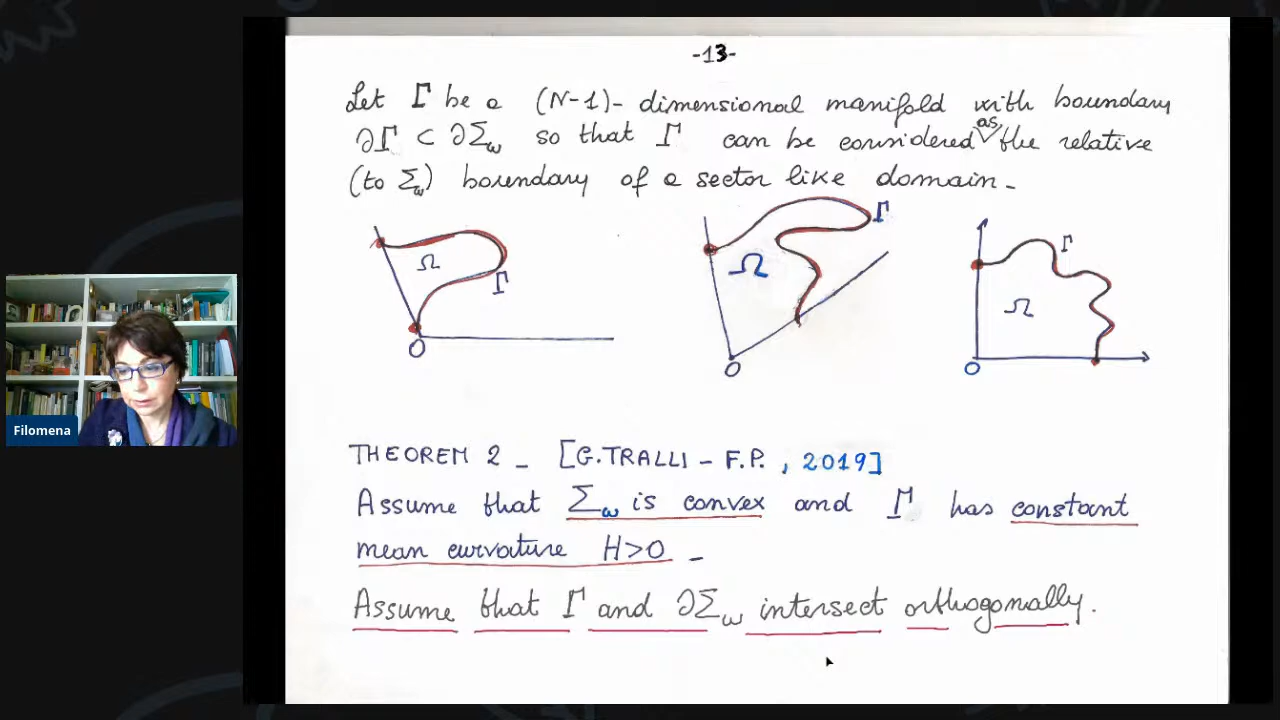 -13-
Let Γ be a (N-1)- dimensional manifold with boundary
∂Γ ⊂ ∂Σω so that Γ can be considered as the relative
(to Σω) boundary of a sector like domain -
Γ
Ω
Γ
O
Ω
O
Γ
Ω
O
Filomena
THEOREM 2 - [G.TRALLI - F.P., 2019]
Assume that Σω is convex and Γ has constant
mean curvature H>0 -
Assume that Γ and ∂Σω intersect orthogonally.